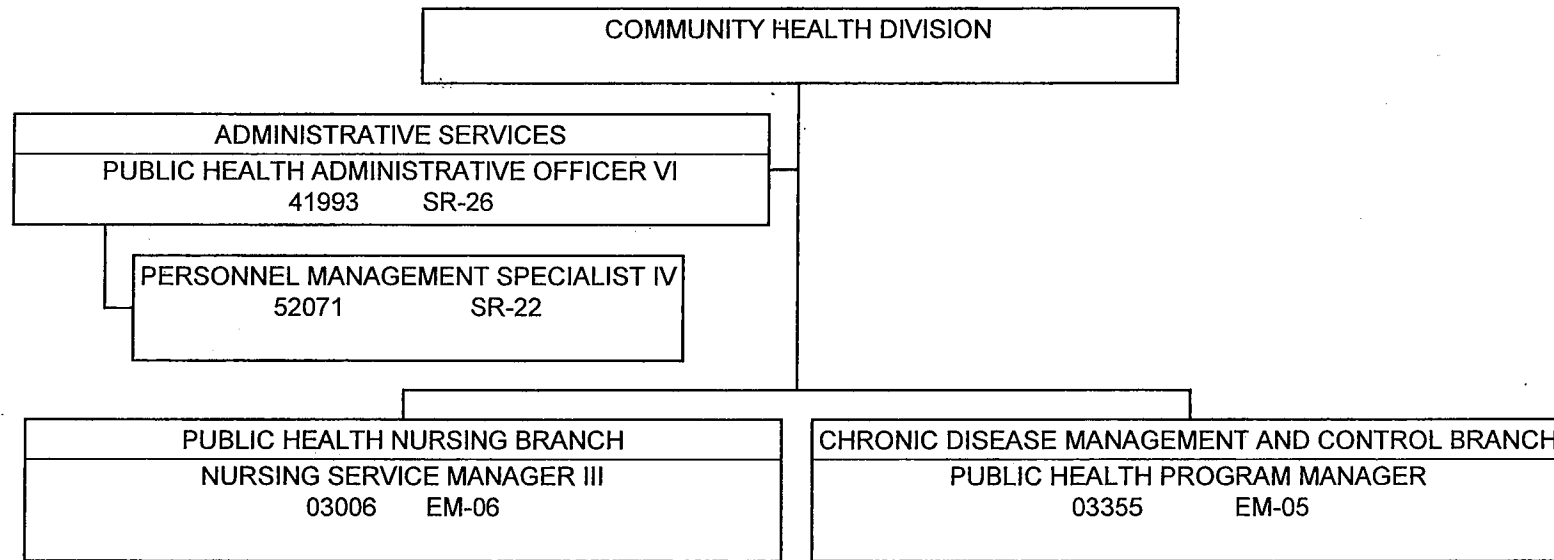 COMMUNITY HEALTH DIVISION
ADMINISTRATIVE SERVICES
PUBLIC HEALTH ADMINISTRATIVE OFFICER VI
41993 SR-26
PERSONNEL MANAGEMENT SPECIALIST IV
52071 SR-22
PUBLIC HEALTH NURSING BRANCH
NURSING SERVICE MANAGER III
03006 EM-06
CHRONIC DISEASE MANAGEMENT AND CONTROL BRANCH
PUBLIC HEALTH PROGRAM MANAGER
03355 EM-05